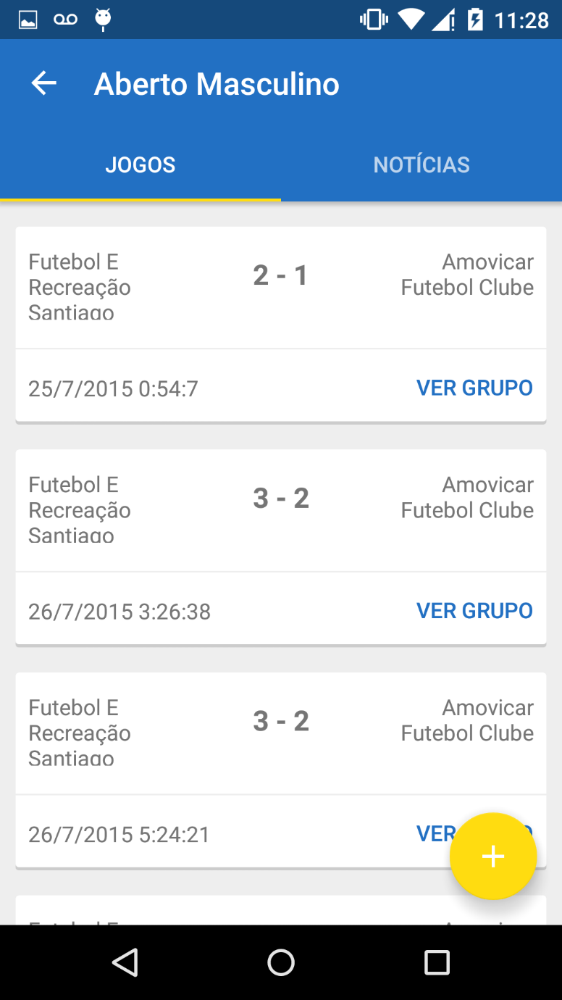 11:28
Aberto Masculino
JOGOS NOTÍCIAS
Futebol E
Recreação
Santiago
2 - 1
Amovicar
Futebol Clube
25/7/2015 0:54:7
VER GRUPO
Futebol E
Recreação
Santiago
3 - 2
Amovicar
Futebol Clube
26/7/2015 3:26:38
VER GRUPO
Futebol E
Recreação
Santiago
3 - 2
Amovicar
Futebol Clube
26/7/2015 5:24:21
VER